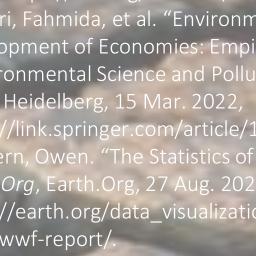 ri, Fahmida, et al. "Environm
opment of Economies: Empi
ronmental Science and Pollu
Heidelberg, 15 Mar. 2022,
//link.springer.com/article/1
ern, Owen. "The Statistics of
Org, Earth.Org, 27 Aug. 202
//earth.org/data_visualizatio
wwf-report/.